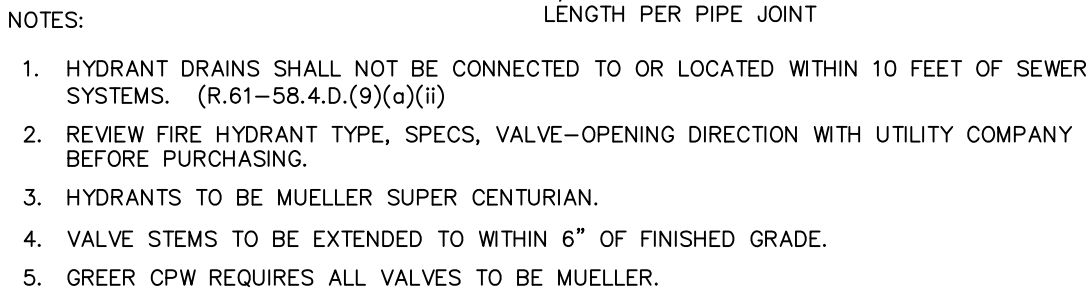 LENGTH PER PIPE JOINT
NOTES:
1. HYDRANT DRAINS SHALL NOT BE CONNECTED TO OR LOCATED WITHIN 10 FEET OF SEWER
SYSTEMS. (R.61-58.4.D.(9)(a)(ii)
2. REVIEW FIRE HYDRANT TYPE, SPECS, VALVE-OPENING DIRECTION WITH UTILITY COMPANY
BEFORE PURCHASING.
3. HYDRANTS TO BE MUELLER SUPER CENTURIAN.
4. VALVE STEMS TO BE EXTENDED TO WITHIN 6" OF FINISHED GRADE.
5. GREER CPW REQUIRES ALL VALVES TO BE MUELLER.